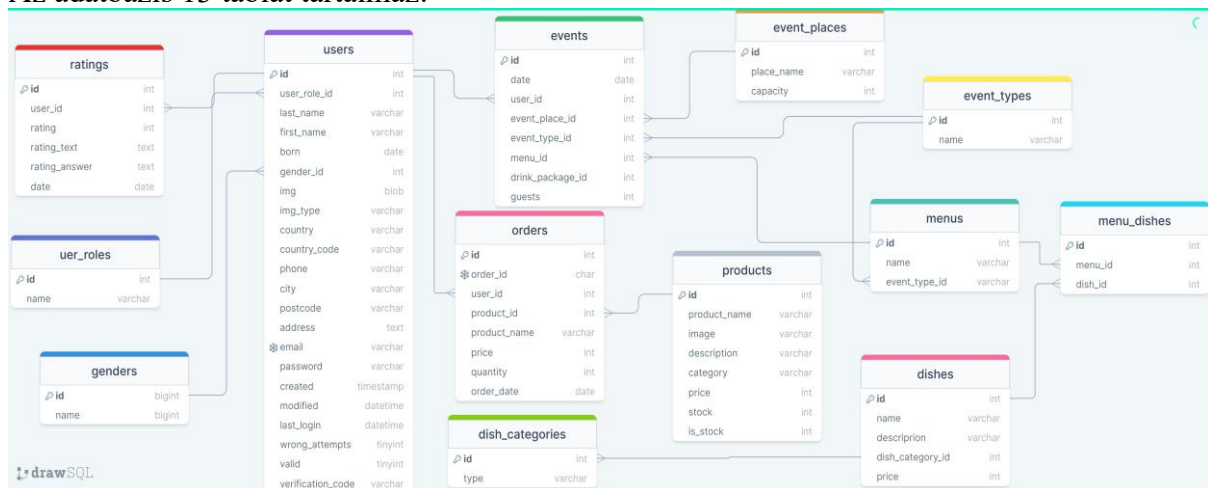 Az adatbázis 13 táblát tartalmaz:
ratings
id int
user_id int
rating int
rating_text text
rating_answer text
date date
uer_roles
id int
name varchar
genders
id bigint
name bigint
users
id int
user_role_id int
last_name varchar
first_name varchar
born date
gender_id int
img blob
img_type varchar
country varchar
country_code varchar
phone varchar
city varchar
postcode varchar
address text
email varchar
password varchar
created timestamp
modified datetime
last_login datetime
wrong_attempts tinyint
valid tinyint
verification_code varchar
events
id int
date date
user_id int
event_place_id int
event_type_id int
menu_id int
drink_package_id int
guests int
orders
id int
order_id char
user_id int
product_id int
product_name varchar
price int
quantity int
order_date date
dish_categories
id int
type varchar
event_places
id int
place_name varchar
capacity int
products
id int
product_name varchar
image varchar
description varchar
category varchar
price int
stock int
is_stock int
event_types
id int
name varchar
menus
id int
name varchar
event_type_id varchar
menu_dishes
id int
menu_id int
dish_id int
dishes
id int
name varchar
descriprion varchar
dish_category_id int
price int
drawSQL